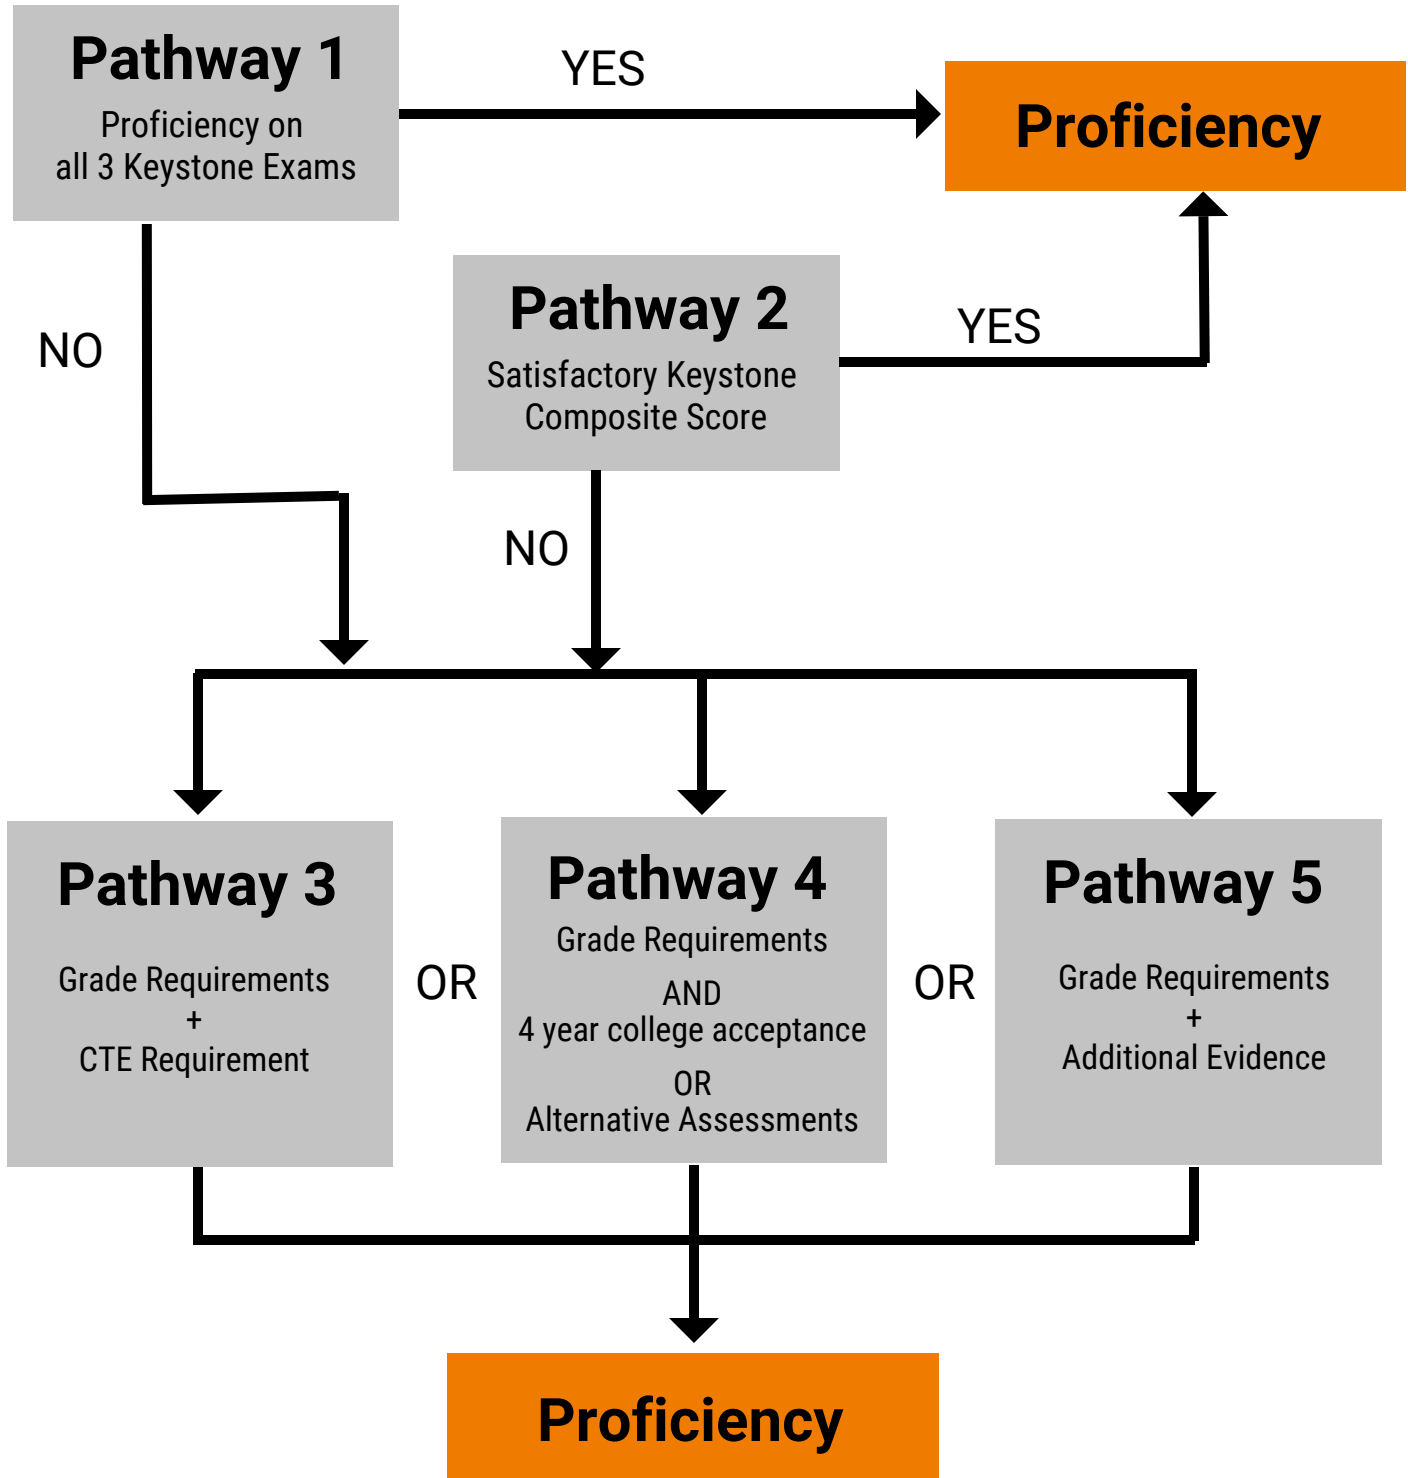 Pathway 1
Proficiency on
all 3 Keystone Exams
YES
Proficiency
NO
Pathway 2
Satisfactory Keystone
Composite Score
YES
NO
Pathway 3
Grade Requirements
+
CTE Requirement
OR
Pathway 4
Grade Requirements
AND
4 year college acceptance
OR
Alternative Assessments
OR
Pathway 5
Grade Requirements
+
Additional Evidence
Proficiency